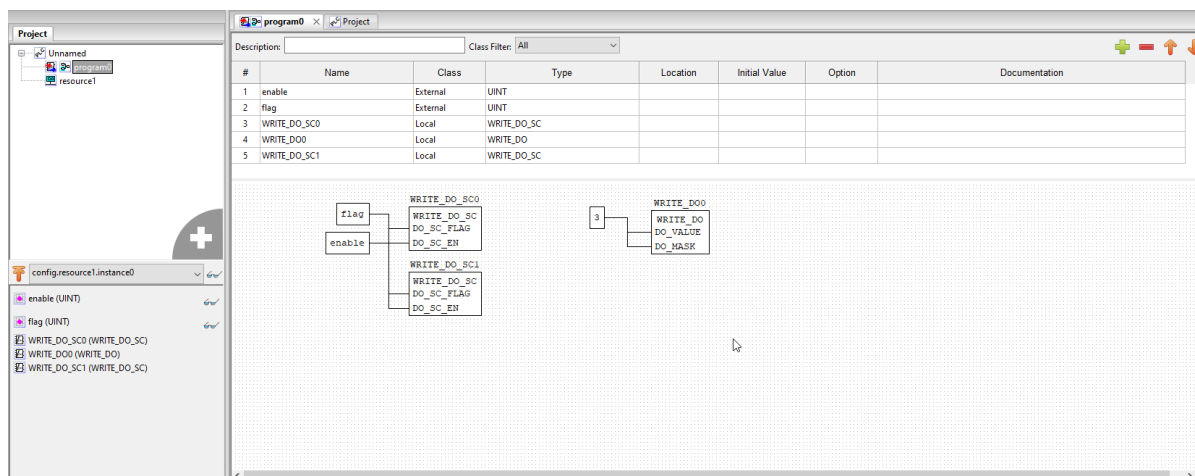 program0
Project
Project
Unnamed
program0
resource1
Description:
Class Filter: All
# Name Class Type Location Initial Value Option Documentation
1 enable External UINT
2 flag External UINT
3 WRITE_DO_SC0 Local WRITE_DO_SC
4 WRITE_DO0 Local WRITE_DO
5 WRITE_DO_SC1 Local WRITE_DO_SC
config.resource1.instance0
enable (UINT)
flag (UINT)
WRITE_DO_SC0 (WRITE_DO_SC)
WRITE_DO0 (WRITE_DO)
WRITE_DO_SC1 (WRITE_DO_SC)
flag
enable
WRITE_DO_SC0
WRITE_DO_SC
DO_SC_FLAG
DO_SC_EN
WRITE_DO_SC1
WRITE_DO_SC
DO_SC_FLAG
DO_SC_EN
3
WRITE_DO0
WRITE_DO
DO_VALUE
DO_MASK